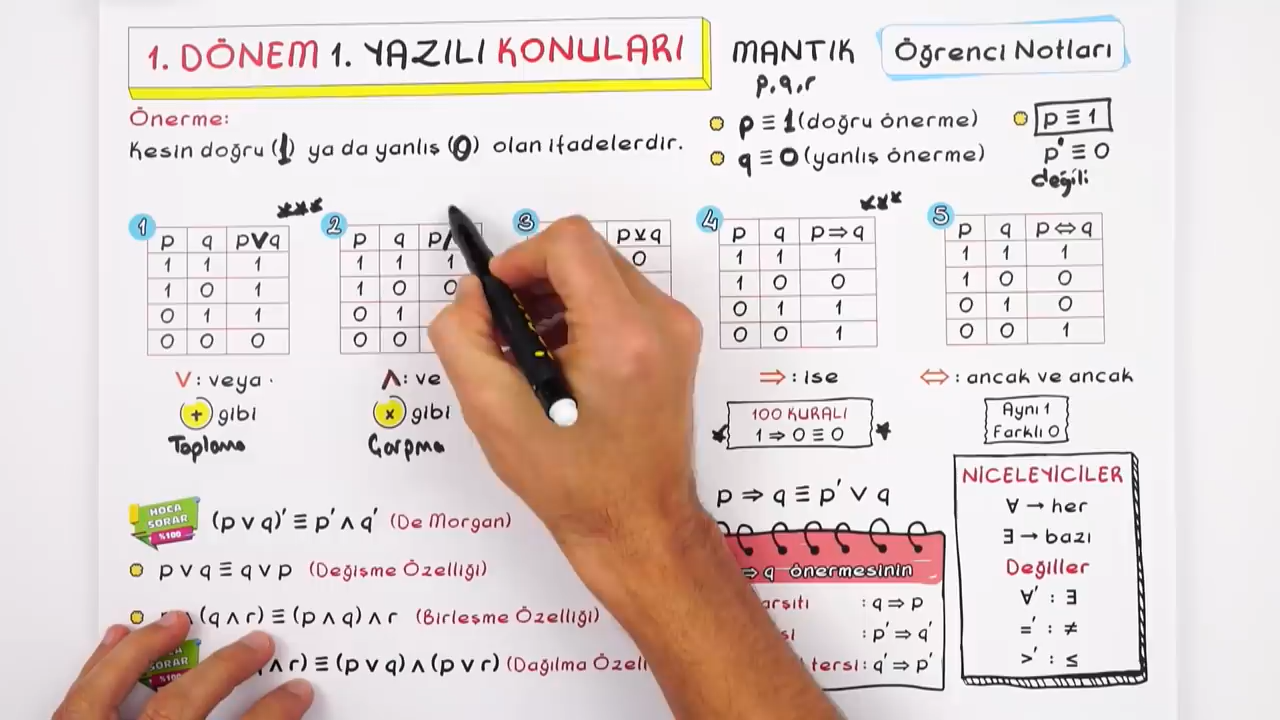 1. DÖNEM 1. YAZILI KONULARI
MANTIK
p,q,r
Öğrenci Notları
Önerme:
Kesin doğru (1) ya da yanlış (0) olan ifadelerdir.
p ≡ 1 (doğru önerme)
q ≡ 0 (yanlış önerme)
p ≡ 1
p' ≡ 0
değili
1
p q p∨q
1 1 1
1 0 1
0 1 1
0 0 0
∨: veya
+ gibi
Toplama
2
p q
1 1 1
1 0 0
0 1
0 0
∧: ve
x gibi
Çarpma
3
p⊻q
0
4
p q p⇒q
1 1 1
1 0 0
0 1 1
0 0 1
⇒: ise
100 KURALI
1 ⇒ 0 ≡ 0
5
p q p⇔q
1 1 1
1 0 0
0 1 0
0 0 1
⇔: ancak ve ancak
Aynı 1
Farklı 0
HOCA
SORAR
%100
(p ∨ q)' ≡ p' ∧ q' (De Morgan)
p ∨ q ≡ q ∨ p (Değişme Özelliği)
(q ∧ r) ≡ (p ∧ q) ∧ r (Birleşme Özelliği)
SORAR
∧ r) ≡ (p ∨ q) ∧ (p ∨ r) (Dağılma
p ⇒ q ≡ p' ∨ q
⇒ q önermesinin
: q ⇒ p
: p' ⇒ q'
tersi: q' ⇒ p'
NİCELEYİCİLER
∀ → her
∃ → bazı
Değiller
∀' : ∃
=' : ≠
>' : ≤